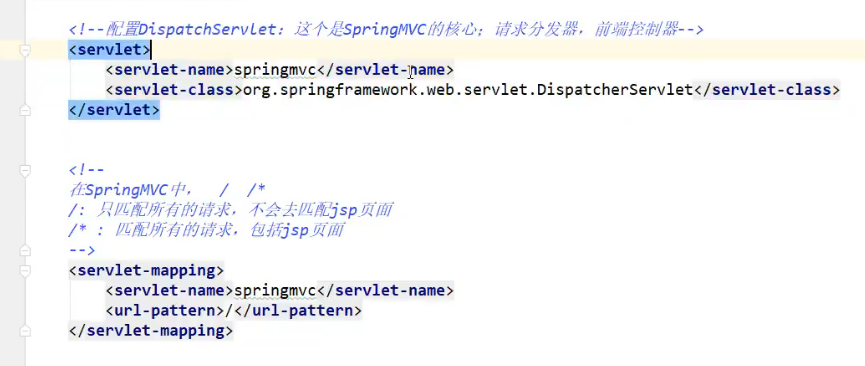 <!--配置DispatchServlet: 这个是SpringMVC的核心; 请求分发器, 前端控制器-->
<servlet>
<servlet-name>springmvc</servlet-name>
<servlet-class>org.springframework.web.servlet.DispatcherServlet</servlet-class>
</servlet>
<!--
在SpringMVC中, / /*
/: 只匹配所有的请求, 不会去匹配jsp页面
/* : 匹配所有的请求, 包括jsp页面
-->
<servlet-mapping>
<servlet-name>springmvc</servlet-name>
<url-pattern>/</url-pattern>
</servlet-mapping>